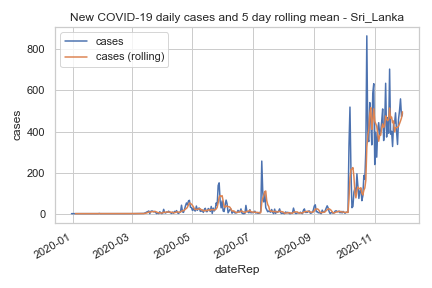 New COVID-19 daily cases and 5 day rolling mean - Sri_Lanka
cases
cases (rolling)
800
600
400
200
0
cases
2020-01
2020-03
2020-05
2020-07
2020-09
2020-11
dateRep